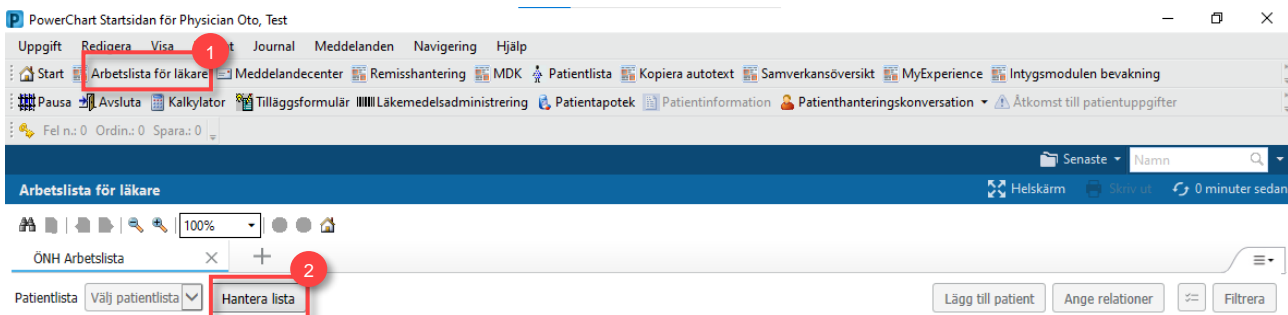 PowerChart Startsidan för Physician Oto, Test
Uppgift Redigera Visa t Journal Meddelanden Navigering Hjälp
1
Start Arbetslista för läkare Meddelandecenter Remisshantering MDK Patientlista Kopiera autotext Samverkansöversikt MyExperience Intygsmodulen bevakning
Pausa Avsluta Kalkylator Tilläggsformulär Läkemedelsadministrering Patientapotek Patientinformation Patienthanteringskonversation Åtkomst till patientuppgifter
Fel n.: 0 Ordin.: 0 Spara.: 0
Senaste Namn
Arbetslista för läkare Helskärm Skriv ut 0 minuter sedan
100%
ÖNH Arbetslista
2
Patientlista Välj patientlista Hantera lista Lägg till patient Ange relationer Filtrera